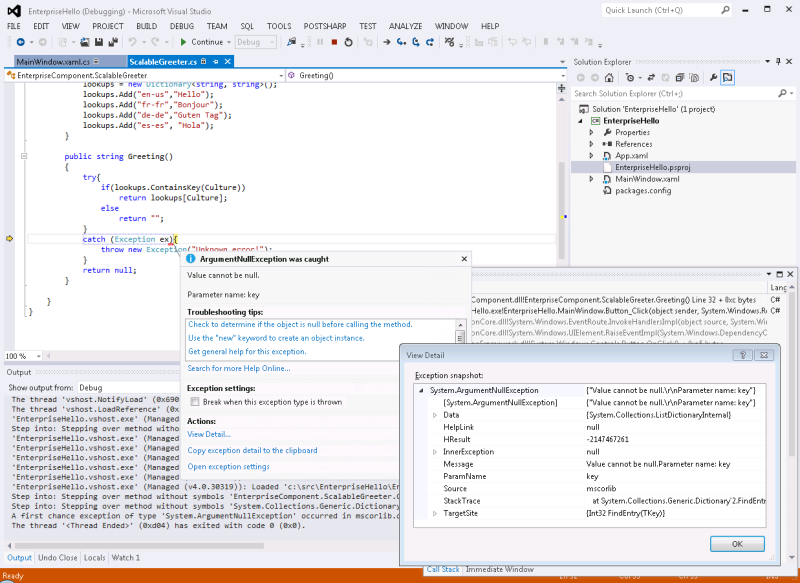 EnterpriseHello (Debugging) - Microsoft Visual Studio
Quick Launch (Ctrl+Q)
FILE EDIT VIEW PROJECT BUILD DEBUG TEAM SQL TOOLS POSTSHARP TEST ANALYZE WINDOW HELP
Continue Debug
MainWindow.xaml.cs ScalableGreeter.cs
EnterpriseComponent.ScalableGreeter Greeting()
lookups = new Dictionary<string, string>();
lookups.Add("en-us","Hello");
lookups.Add("fr-fr","Bonjour");
lookups.Add("de-de","Guten Tag");
lookups.Add("es-es", "Hola");
}
public string Greeting()
{
try{
if(lookups.ContainsKey(Culture))
return lookups[Culture];
else
return "";
}
catch (Exception ex){
throw new Exception("Unknown error!");
}
return null;
}
}
}
100 %
Solution Explorer
Search Solution Explorer (Ctrl+;)
Solution 'EnterpriseHello' (1 project)
EnterpriseHello
Properties
References
App.xaml
EnterpriseHello.psproj
MainWindow.xaml
packages.config
ArgumentNullException was caught
Value cannot be null.
Parameter name: key
Troubleshooting tips:
Check to determine if the object is null before calling the method.
Use the "new" keyword to create an object instance.
Get general help for this exception.
Search for more Help Online...
Exception settings:
Break when this exception type is thrown
Actions:
View Detail...
Copy exception detail to the clipboard
Open exception settings
Lang
Component.dll!EnterpriseComponent.ScalableGreeter.Greeting() Line 32 + 0xc bytes C#
Hello.exe!EnterpriseHello.MainWindow.Button_Click(object sender, System.Window C#
onCore.dll!System.Windows.EventRoute.InvokeHandlersImpl(object source, System.Wi
onCore.dll!System.Windows.UIElement.RaiseEventImpl(System.Windows.DependencyO
Output
Show output from: Debug
The thread 'vshost.NotifyLoad' (0x690
The thread 'vshost.LoadReference' (0x
'EnterpriseHello.vshost.exe' (Managed
Step into: Stepping over method witho
'EnterpriseHello.vshost.exe' (Managed
'EnterpriseHello.vshost.exe' (Managed
'EnterpriseHello.vshost.exe' (Managed
'EnterpriseHello.vshost.exe' (Managed
'EnterpriseHello.vshost.exe' (Managed (v4.0.30319)): Loaded 'c:\src\EnterpriseHello\En
Step into: Stepping over method without symbols 'EnterpriseComponent.ScalableGreeter.
Step into: Stepping over method without symbols 'System.Collections.Generic.Dictionary
A first chance exception of type 'System.ArgumentNullException' occurred in mscorlib.d
The thread '<Thread Ended>' (0xd04) has exited with code 0 (0x0).
Output Undo Close Locals Watch 1
View Detail
Exception snapshot:
System.ArgumentNullException {"Value cannot be null.\r\nParameter name: key"}
[System.ArgumentNullException] {"Value cannot be null.\r\nParameter name: key"}
Data {System.Collections.ListDictionaryInternal}
HelpLink null
HResult -2147467261
InnerException null
Message Value cannot be null.Parameter name: key
ParamName key
Source mscorlib
StackTrace at System.Collections.Generic.Dictionary`2.FindEntr
TargetSite {Int32 FindEntry(TKey)}
OK
Call Stack Immediate Window
Ready